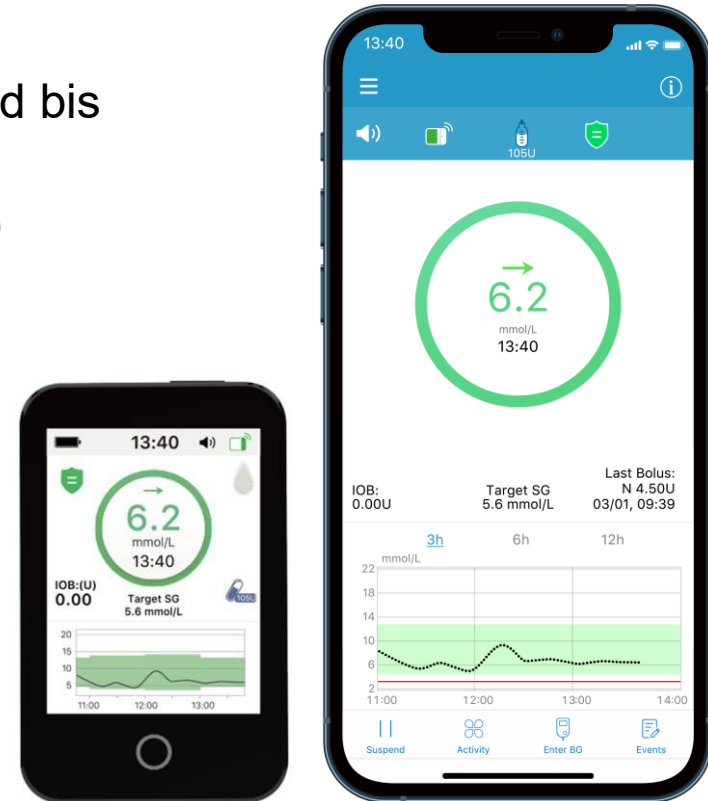 d bis
)
13:40
6.2
mmol/L
13:40
IOB:(U)
0.00
Target SG
5.6 mmol/L
105U
20
15
10
5
11:00 12:00 13:00
13:40
105U
6.2
mmol/L
13:40
IOB:
0.00U
Target SG
5.6 mmol/L
Last Bolus:
N 4.50U
03/01, 09:39
3h 6h 12h
mmol/L
22
18
14
10
6
2
11:00 12:00 13:00 14:00
Suspend Activity Enter BG Events